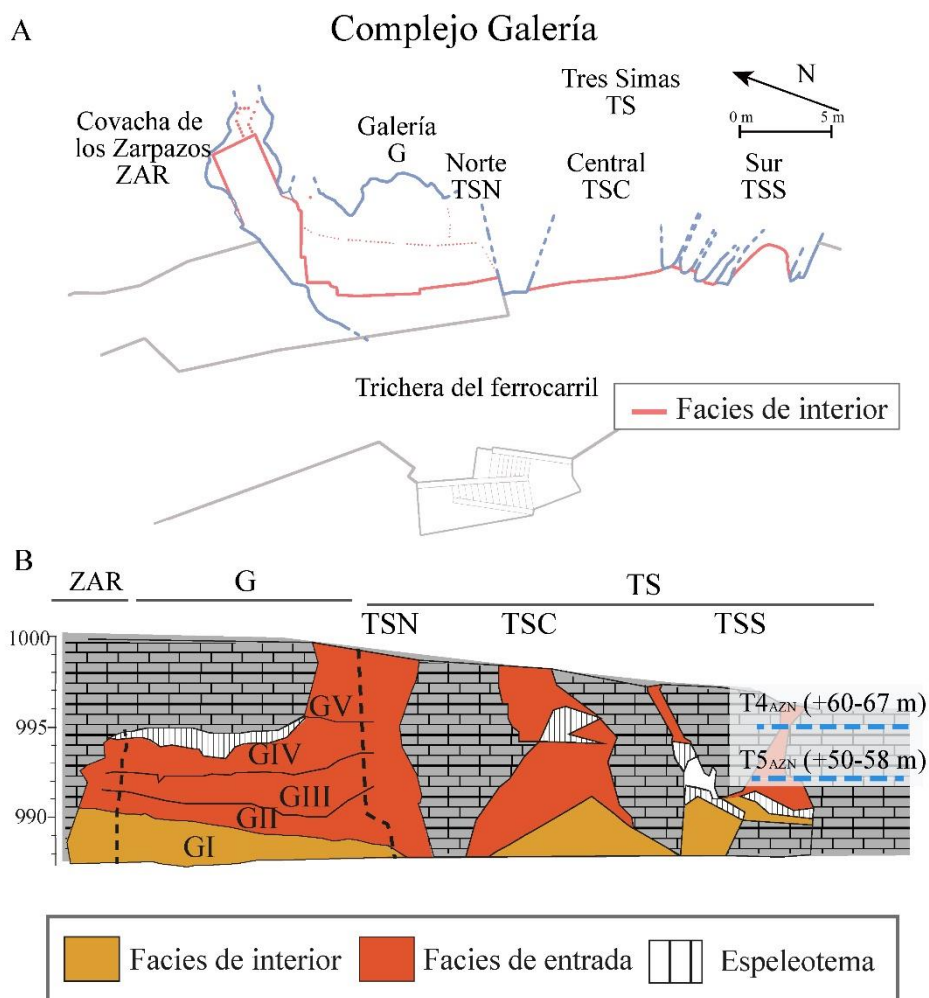 A
Complejo Galería
Covacha de
los Zarpazos
ZAR
Galería
G
Norte
TSN
Tres Simas
TS
Central
TSC
Sur
TSS
N
0 m
5 m
Trichera del ferrocarril
Facies de interior
B
ZAR
G
TS
TSN
TSC
TSS
1000
995
990
GV
GIV
GIII
GII
GI
T4AZN (+60-67 m)
T5AZN (+50-58 m)
Facies de interior
Facies de entrada
Espeleotema